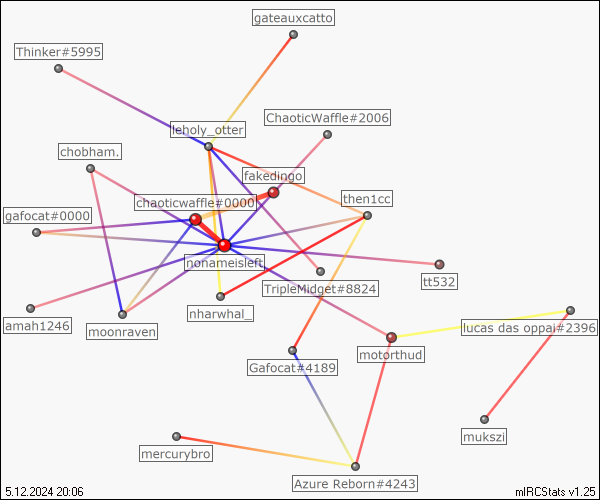 gateauxcatto
Thinker#5995
ChaoticWaffle#2006
leholy_otter
chobham.
fakedingo
then1cc
chaoticwaffle#0000
gafocat#0000
nonameisleft
tt532
TripleMidget#8824
nharwhal_
amah1246
moonraven
lucas das oppai#2396
motorthud
Gafocat#4189
mukszi
mercurybro
Azure Reborn#4243
5.12.2024 20:06
mIRCStats v1.25